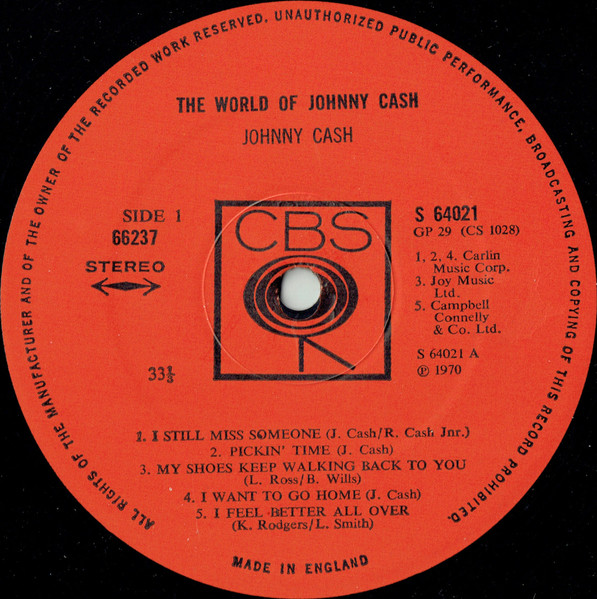 ALL RIGHTS OF THE MANUFACTURER AND OF THE OWNER OF THE RECORDED WORK RESERVED. UNAUTHORIZED PUBLIC PERFORMANCE, BROADCASTING AND COPYING OF THIS RECORD PROHIBITED.
THE WORLD OF JOHNNY CASH
JOHNNY CASH
SIDE 1
66237
STEREO
33⅓
CBS
S 64021
GP 29 (CS 1028)
1, 2, 4. Carlin
Music Corp.
3. Joy Music
Ltd.
5. Campbell
Connelly
& Co. Ltd.
S 64021 A
℗ 1970
1. I STILL MISS SOMEONE (J. Cash/R. Cash Jnr.)
2. PICKIN' TIME (J. Cash)
3. MY SHOES KEEP WALKING BACK TO YOU
(L. Ross/B. Wills)
4. I WANT TO GO HOME (J. Cash)
5. I FEEL BETTER ALL OVER
(K. Rodgers/L. Smith)
MADE IN ENGLAND